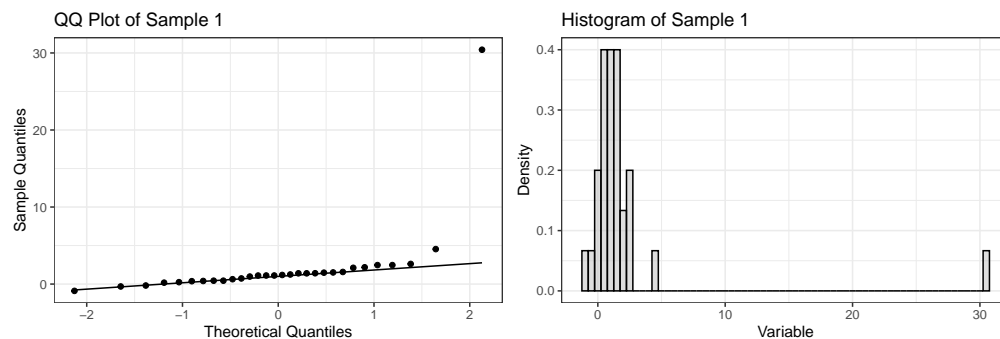 QQ Plot of Sample 1
Sample Quantiles
30
20
10
0
−2 −1 0 1 2
Theoretical Quantiles
Histogram of Sample 1
Density
0.4
0.3
0.2
0.1
0.0
0 10 20 30
Variable